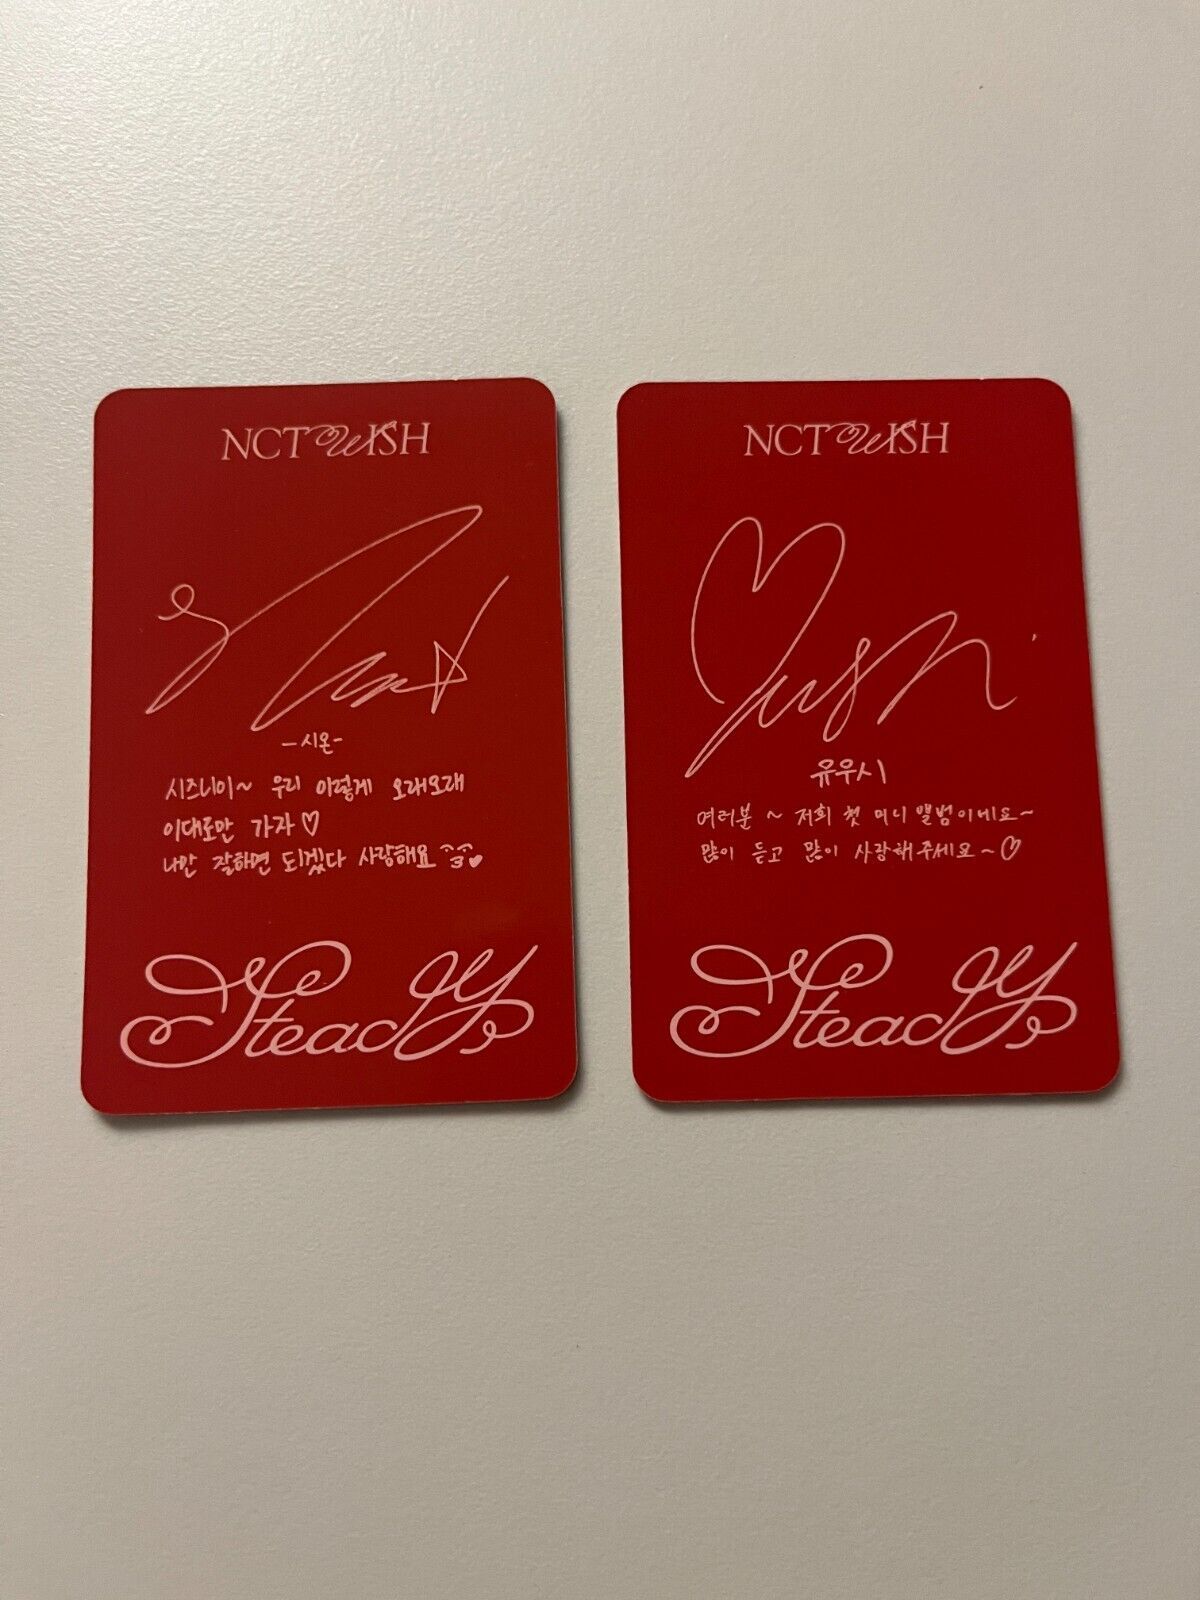 NCT WISH
-시온-
시즈니이~ 우리 이렇게 오래오래
이대로만 가자♡
나만 잘하면 되겠다 사랑해요
Steady
NCT WISH
Yushi
유우시
여러분 ~ 저희 첫 미니 앨범이네요~
많이 듣고 많이 사랑해주세요~♡
Steady